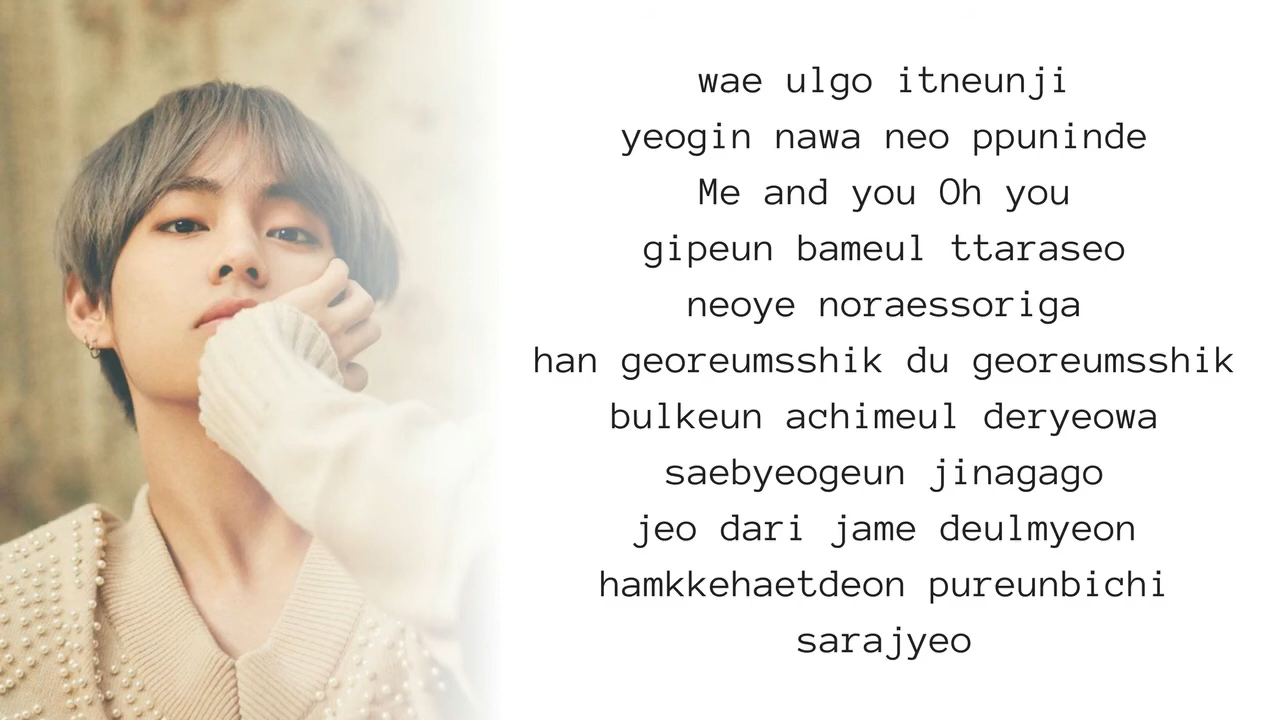 wae ulgo itneunji
yeogin nawa neo ppuninde
Me and you Oh you
gipeun bameul ttaraseo
neoye noraessoriga
han georeumsshik du georeumsshik
bulkeun achimeul deryeowa
saebyeogeun jinagago
jeo dari jame deulmyeon
hamkkehaetdeon pureunbichi
sarajyeo